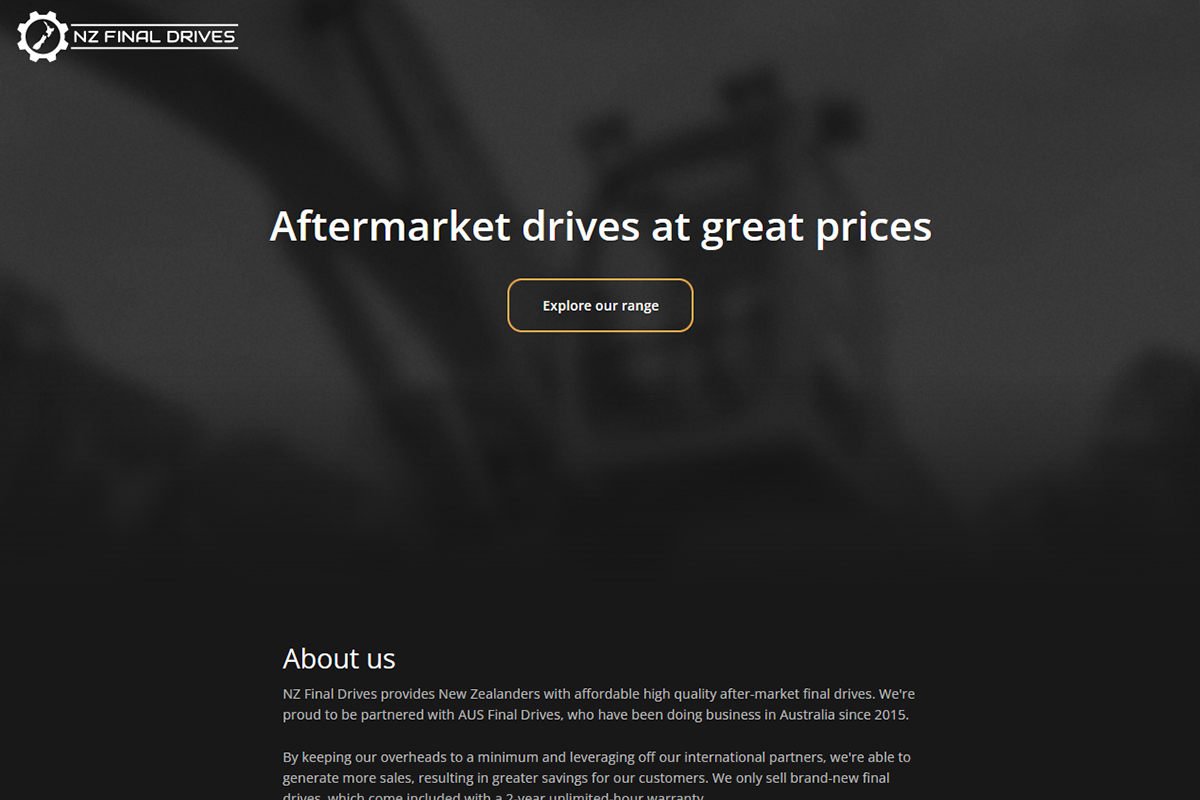 NZ FINAL DRIVES
Aftermarket drives at great prices
Explore our range
About us
NZ Final Drives provides New Zealanders with affordable high quality after-market final drives. We're
proud to be partnered with AUS Final Drives, who have been doing business in Australia since 2015.
By keeping our overheads to a minimum and leveraging off our international partners, we're able to
generate more sales, resulting in greater savings for our customers. We only sell brand-new final
drives, which come included with a 2-year unlimited-hour warranty.